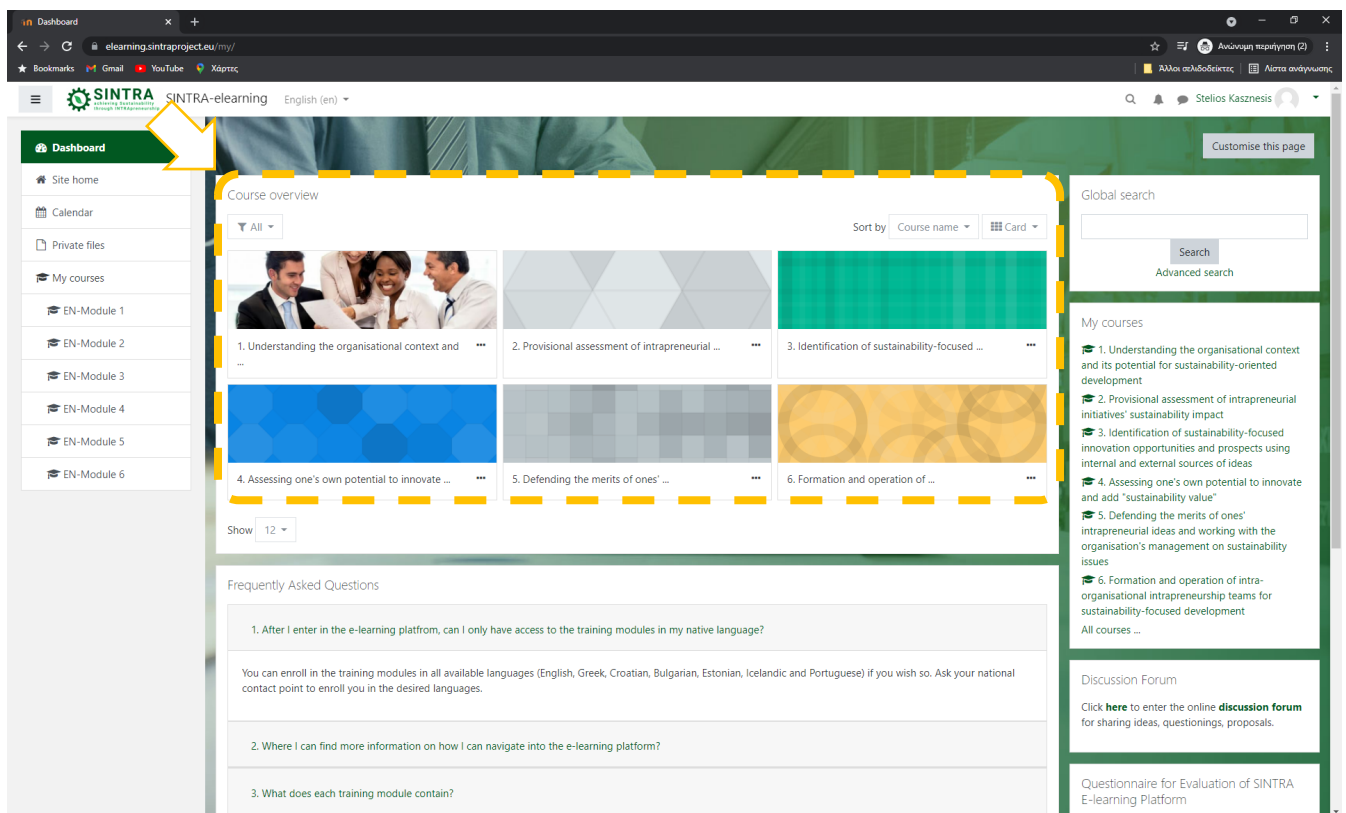 Dashboard
elearning.sintraproject.eu/my/
Ανώνυμη περιήγηση (2)
Bookmarks
Gmail
YouTube
Χάρτες
Άλλοι σελιδοδείκτες
Λίστα ανάγνωσης
SINTRA
achieving Sustainability
through INTRApreneurship
SINTRA-elearning
English (en)
Stelios Kasznesis
Dashboard
Site home
Calendar
Private files
My courses
EN-Module 1
EN-Module 2
EN-Module 3
EN-Module 4
EN-Module 5
EN-Module 6
Customise this page
Course overview
All
Sort by
Course name
Card
1. Understanding the organisational context and
...
2. Provisional assessment of intrapreneurial ...
3. Identification of sustainability-focused ...
4. Assessing one's own potential to innovate ...
5. Defending the merits of ones' ...
6. Formation and operation of ...
Show
12
Frequently Asked Questions
1. After I enter in the e-learning platfrom, can I only have access to the training modules in my native language?
You can enroll in the training modules in all available languages (English, Greek, Croatian, Bulgarian, Estonian, Icelandic and Portuguese) if you wish so. Ask your national
contact point to enroll you in the desired languages.
2. Where I can find more information on how I can navigate into the e-learning platform?
3. What does each training module contain?
Global search
Search
Advanced search
My courses
1. Understanding the organisational context
and its potential for sustainability-oriented
development
2. Provisional assessment of intrapreneurial
initiatives' sustainability impact
3. Identification of sustainability-focused
innovation opportunities and prospects using
internal and external sources of ideas
4. Assessing one's own potential to innovate
and add "sustainability value"
5. Defending the merits of ones'
intrapreneurial ideas and working with the
organisation's management on sustainability
issues
6. Formation and operation of intra-
organisational intrapreneurship teams for
sustainability-focused development
All courses ...
Discussion Forum
Click here to enter the online discussion forum
for sharing ideas, questionings, proposals.
Questionnaire for Evaluation of SINTRA
E-learning Platform